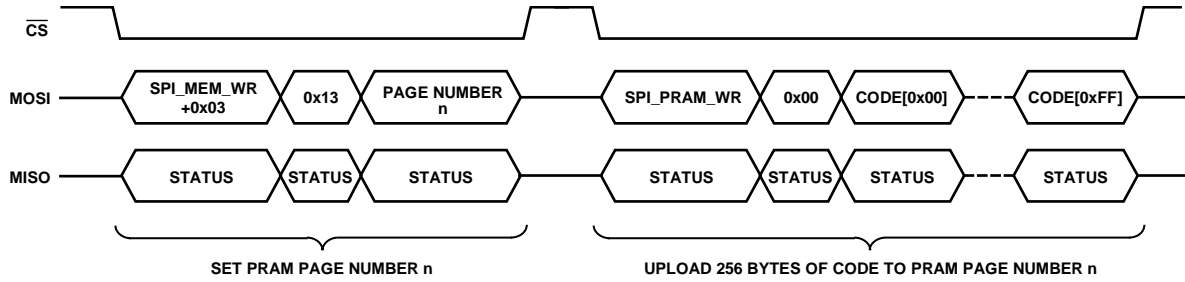 CS
MOSI SPI_MEM_WR +0x03 0x13 PAGE NUMBER n SPI_PRAM_WR 0x00 CODE[0x00] CODE[0xFF]
MISO STATUS STATUS STATUS STATUS STATUS STATUS STATUS
SET PRAM PAGE NUMBER n UPLOAD 256 BYTES OF CODE TO PRAM PAGE NUMBER n